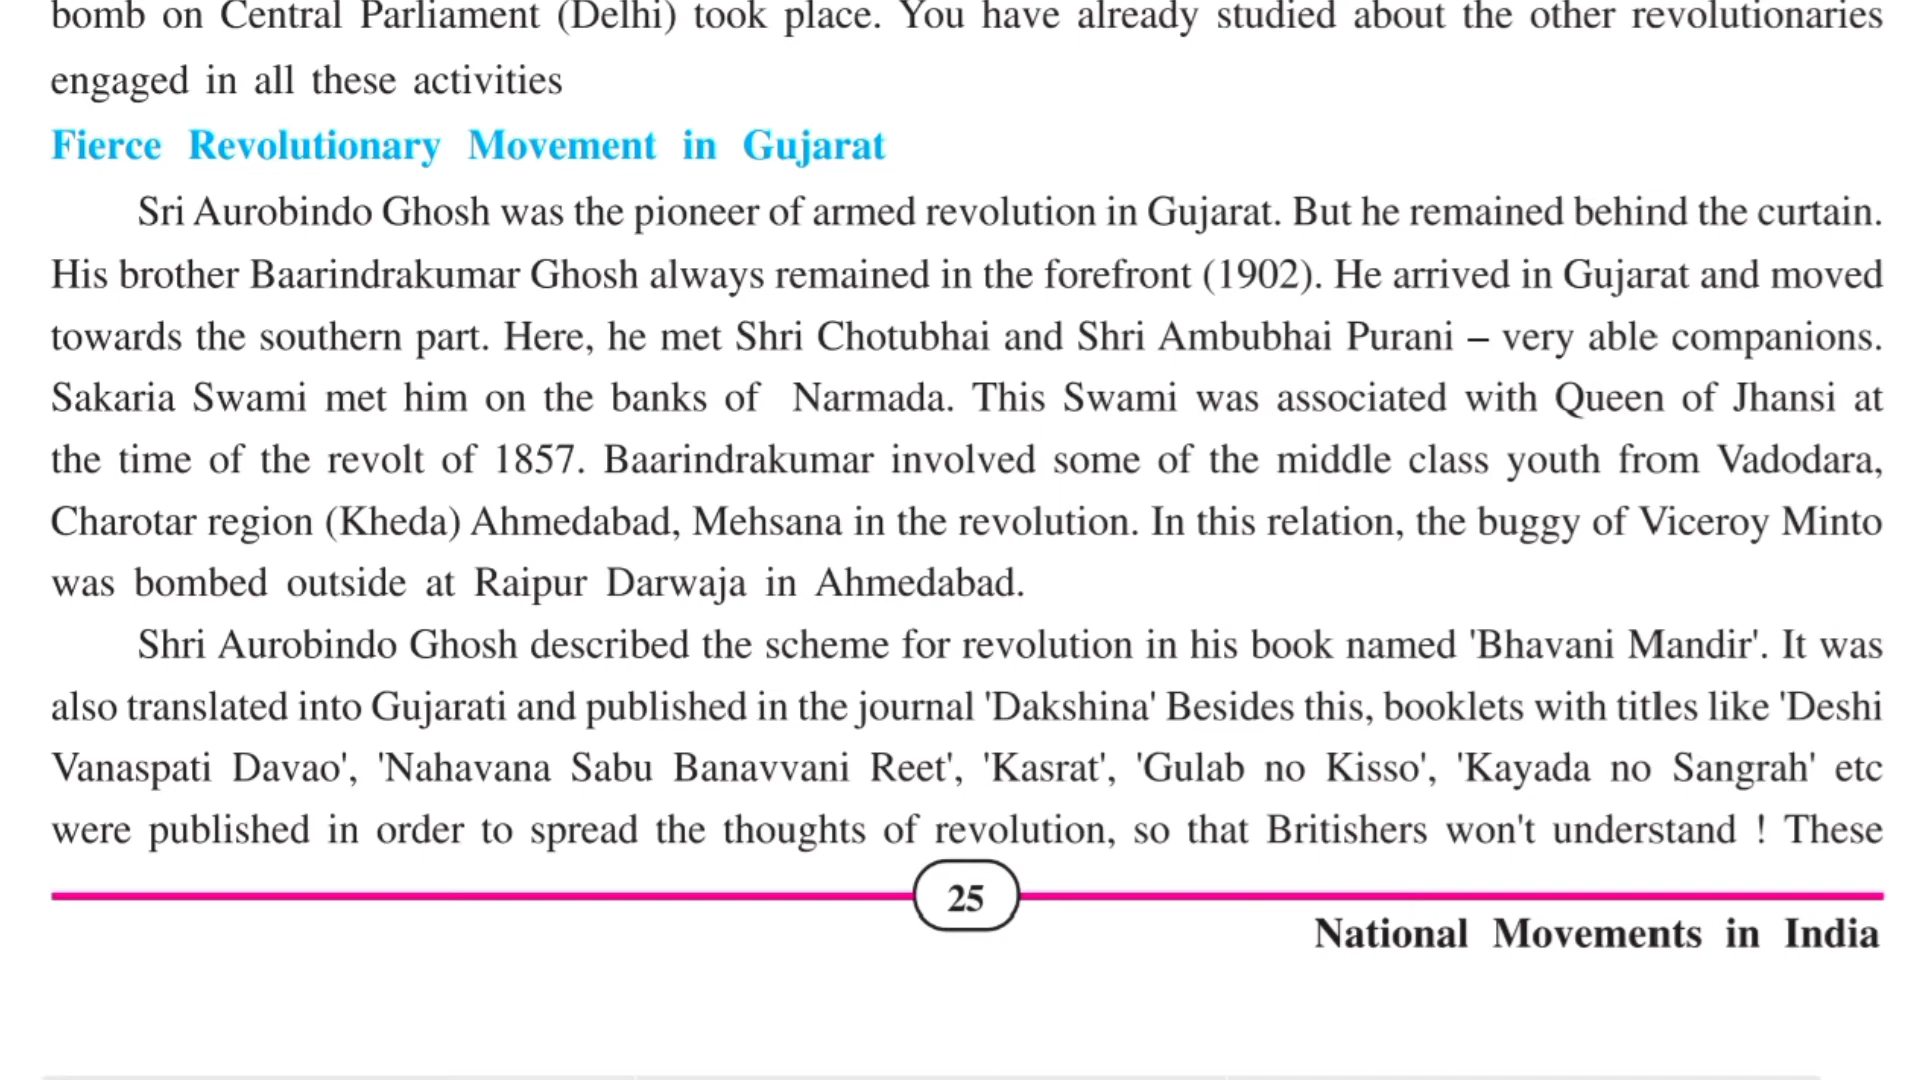 bomb on Central Parliament (Delhi) took place. You have already studied about the other revolutionaries
engaged in all these activities
Fierce Revolutionary Movement in Gujarat
Sri Aurobindo Ghosh was the pioneer of armed revolution in Gujarat. But he remained behind the curtain.
His brother Baarindrakumar Ghosh always remained in the forefront (1902). He arrived in Gujarat and moved
towards the southern part. Here, he met Shri Chotubhai and Shri Ambubhai Purani – very able companions.
Sakaria Swami met him on the banks of Narmada. This Swami was associated with Queen of Jhansi at
the time of the revolt of 1857. Baarindrakumar involved some of the middle class youth from Vadodara,
Charotar region (Kheda) Ahmedabad, Mehsana in the revolution. In this relation, the buggy of Viceroy Minto
was bombed outside at Raipur Darwaja in Ahmedabad.
Shri Aurobindo Ghosh described the scheme for revolution in his book named 'Bhavani Mandir'. It was
also translated into Gujarati and published in the journal 'Dakshina' Besides this, booklets with titles like 'Deshi
Vanaspati Davao', 'Nahavana Sabu Banavvani Reet', 'Kasrat', 'Gulab no Kisso', 'Kayada no Sangrah' etc
were published in order to spread the thoughts of revolution, so that Britishers won't understand ! These
25
National Movements in India